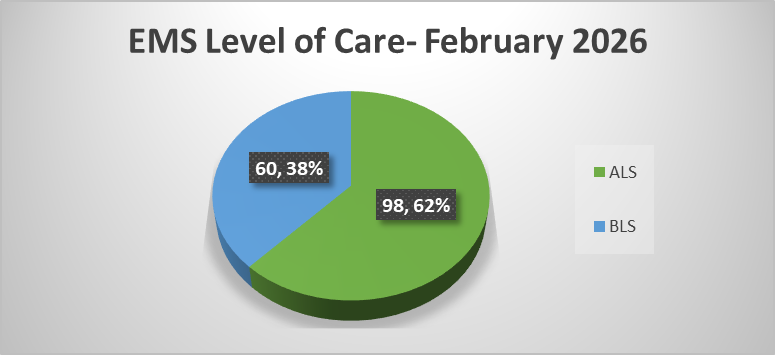 EMS Level of Care- February 2026
60, 38%
98, 62%
ALS
BLS